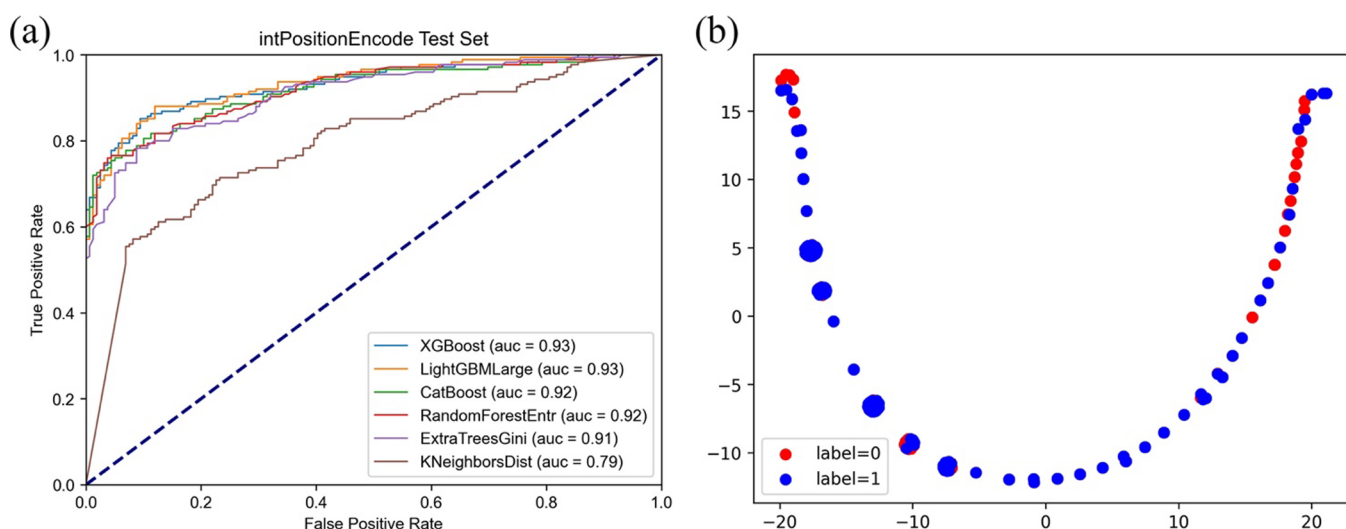 (a)
intPositionEncode Test Set
1.0
0.8
0.6
0.4
0.2
0.0
True Positive Rate
0.0 0.2 0.4 0.6 0.8 1.0
False Positive Rate
XGBoost (auc = 0.93)
LightGBMLarge (auc = 0.93)
CatBoost (auc = 0.92)
RandomForestEntr (auc = 0.92)
ExtraTreesGini (auc = 0.91)
KNeighborsDist (auc = 0.79)
(b)
15
10
5
0
−5
−10
−20 −10 0 10 20
label=0
label=1